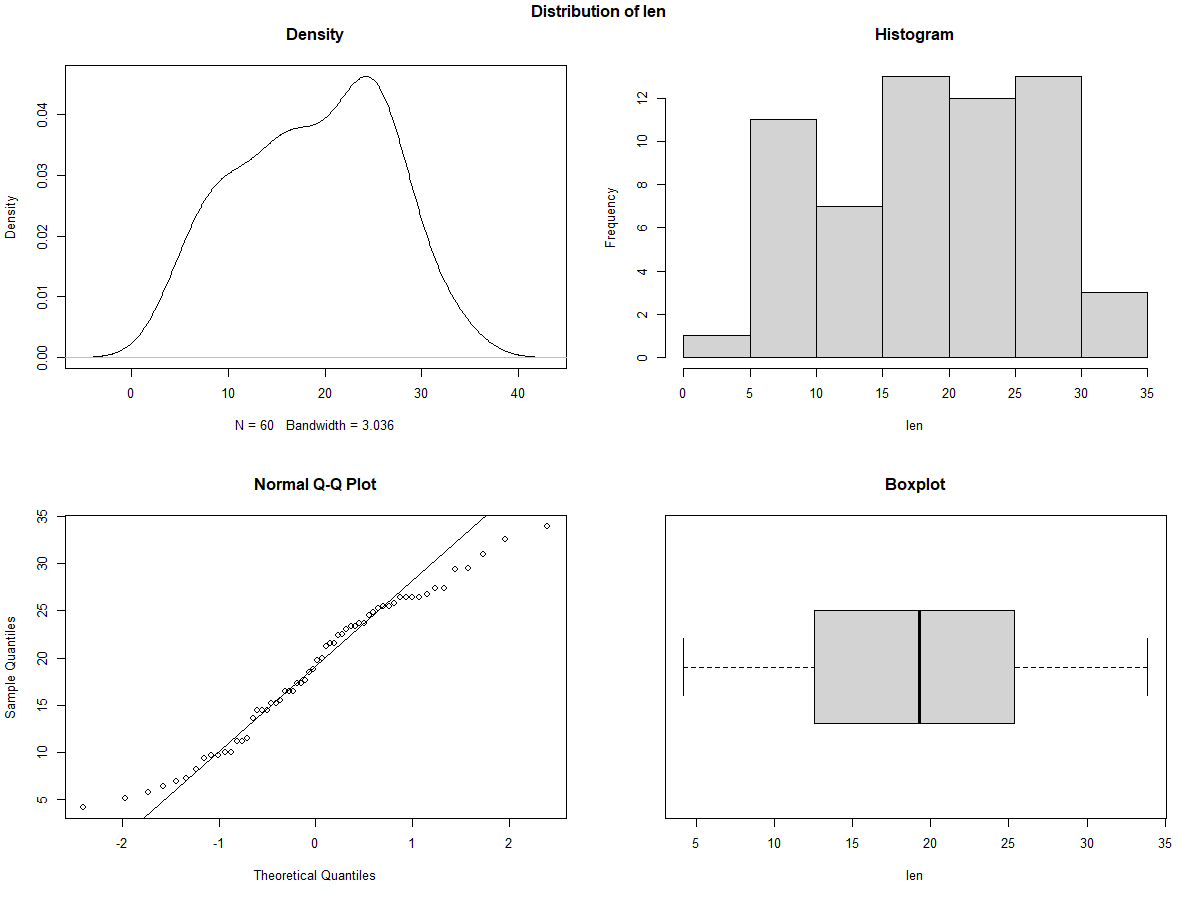 Distribution of len
Density
Density
0.00 0.01 0.02 0.03 0.04
0 10 20 30 40
N = 60 Bandwidth = 3.036
Histogram
Frequency
0 2 4 6 8 10 12
0 5 10 15 20 25 30 35
len
Normal Q-Q Plot
Sample Quantiles
5 10 15 20 25 30 35
-2 -1 0 1 2
Theoretical Quantiles
Boxplot
5 10 15 20 25 30 35
len